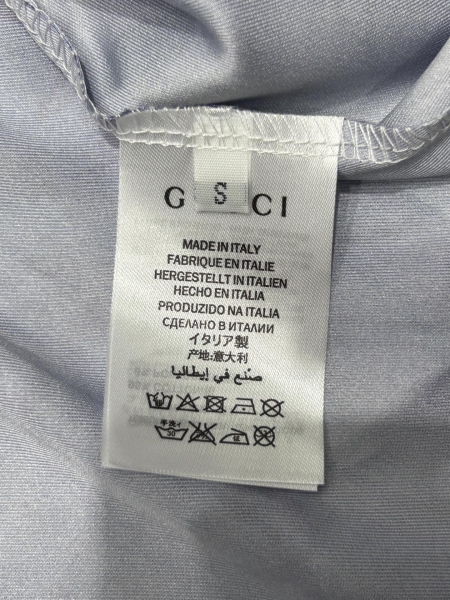 G S CI
MADE IN ITALY
FABRIQUE EN ITALIE
HERGESTELLT IN ITALIEN
HECHO EN ITALIA
PRODUZIDO NA ITALIA
СДЕЛАНО В ИТАЛИИ
イタリア製
产地:意大利
صنع في إيطاليا